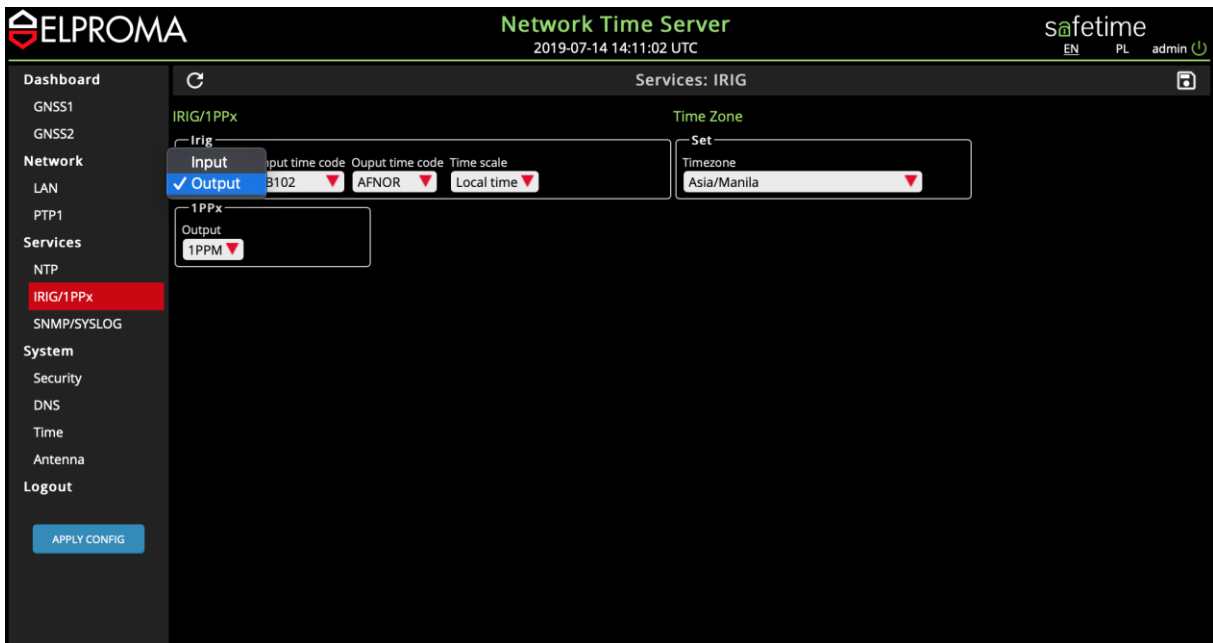 ELPROMA
Network Time Server
2019-07-14 14:11:02 UTC
safetime
EN PL admin
Dashboard
GNSS1
GNSS2
Network
LAN
PTP1
Services
NTP
IRIG/1PPx
SNMP/SYSLOG
System
Security
DNS
Time
Antenna
Logout
APPLY CONFIG
Services: IRIG
IRIG/1PPx
Irig
Input
Output
time code Ouput time code Time scale
B102 AFNOR Local time
1PPx
Output
1PPM
Time Zone
Set
Timezone
Asia/Manila